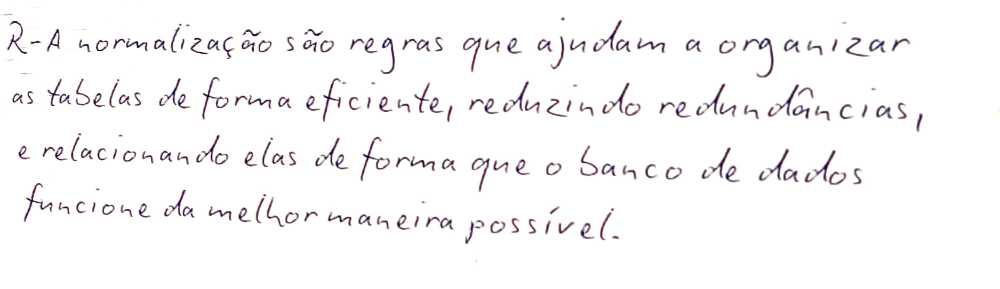 R-A normalização são regras que ajudam a organizar
as tabelas de forma eficiente, reduzindo redundâncias,
e relacionando elas de forma que o banco de dados
funcione da melhor maneira possível.